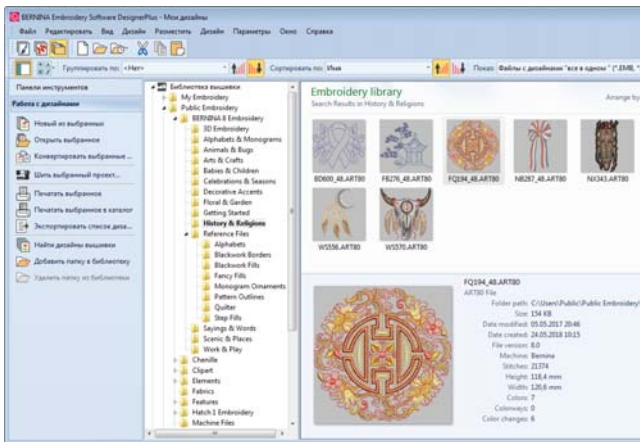 BERNINA Embroidery Software DesignerPlus - Мои дизайны
Файл Редактировать Вид Дизайн Разместить Дизайн Параметры Окно Справка
Группировать по: <Нет> Сортировать по: Имя Показ: Файлы с дизайнами "все в одном" (*.EMB, *
Панели инструментов
Работа с дизайнами
Новый из выбранных
Открыть выбранное
Конвертировать выбранные ...
Шить выбранный проект...
Печатать выбранное
Печатать выбранное в каталог
Экспортировать список диза...
Найти дизайны вышивки
Добавить папку в библиотеку
Удалить папку из библиотеки
Библиотека вышивки
My Embroidery
Public Embroidery
BERNINA 8 Embroidery
3D Embroidery
Alphabets & Monograms
Animals & Bugs
Arts & Crafts
Babies & Children
Celebrations & Seasons
Decorative Accents
Floral & Garden
Getting Started
History & Religions
Reference Files
Alphabets
Blackwork Borders
Blackwork Fills
Fancy Fills
Monogram Ornaments
Pattern Outlines
Quilter
Step Fills
Sayings & Words
Scenic & Places
Work & Play
Chenille
Clipart
Elements
Fabrics
Features
Hatch 1 Embroidery
Machine Files
Embroidery library
Search Results in History & Religions
Arrange by
BD600_48.ART80 FB276_48.ART80 FQ194_48.ART80 NB287_48.ART80 NX343.ART80
WS556.ART80 WS570.ART80
FQ194_48.ART80
ART80 File
Folder path: C:\Users\Public\Public Embroidery\
Size: 154 KB
Date modified: 05.05.2017 20:46
Date created: 24.05.2018 10:15
File version: 8.0
Machine: Bernina
Stitches: 21374
Height: 118,4 mm
Width: 120,6 mm
Colors: 7
Colorways: 0
Color changes: 6